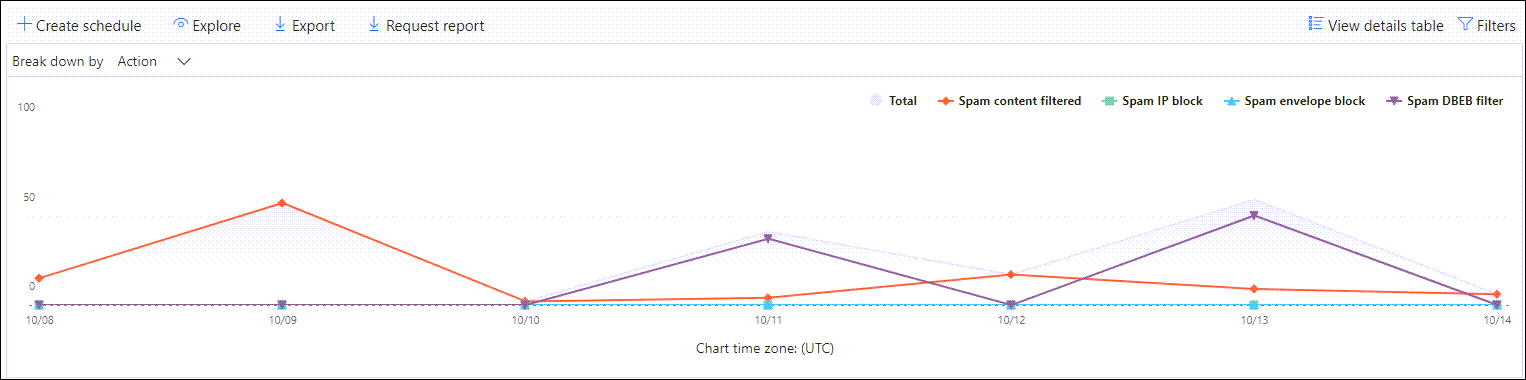 Create schedule Explore Export Request report View details table Filters
Break down by Action
Total Spam content filtered Spam IP block Spam envelope block Spam DBEB filter
100
50
0
10/08 10/09 10/10 10/11 10/12 10/13 10/14
Chart time zone: (UTC)